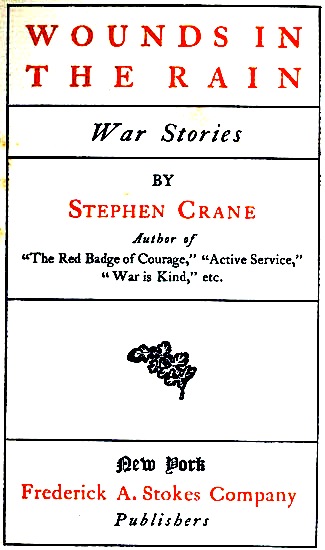 WOUNDS IN
THE RAIN
War Stories
BY
STEPHEN CRANE
Author of
"The Red Badge of Courage," "Active Service,"
"War is Kind," etc.
New York
Frederick A. Stokes Company
Publishers